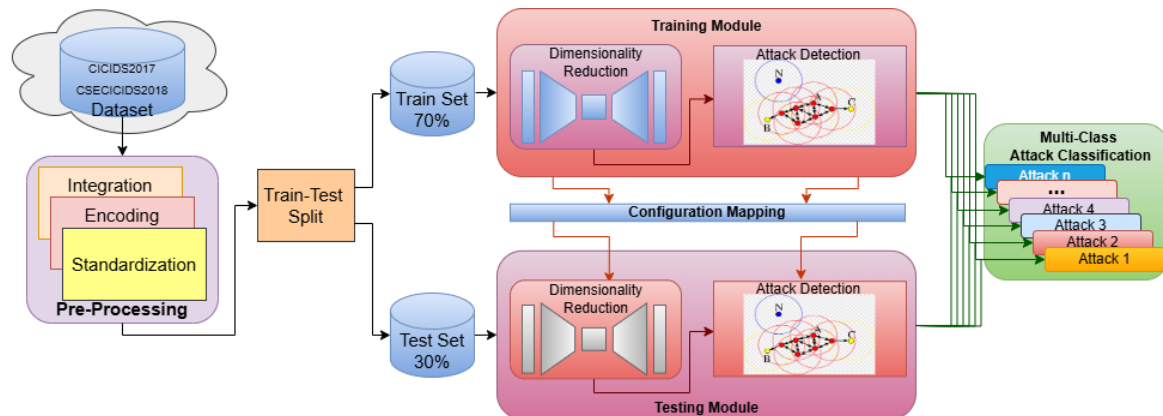 CICIDS2017
CSECICIDS2018
Dataset
Integration
Encoding
Standardization
Pre-Processing
Train-Test
Split
Train Set
70%
Test Set
30%
Training Module
Dimensionality
Reduction
Attack Detection
N
A
B
C
Configuration Mapping
Dimensionality
Reduction
Attack Detection
N
A
B
C
Testing Module
Multi-Class
Attack Classification
Attack n
...
Attack 4
Attack 3
Attack 2
Attack 1